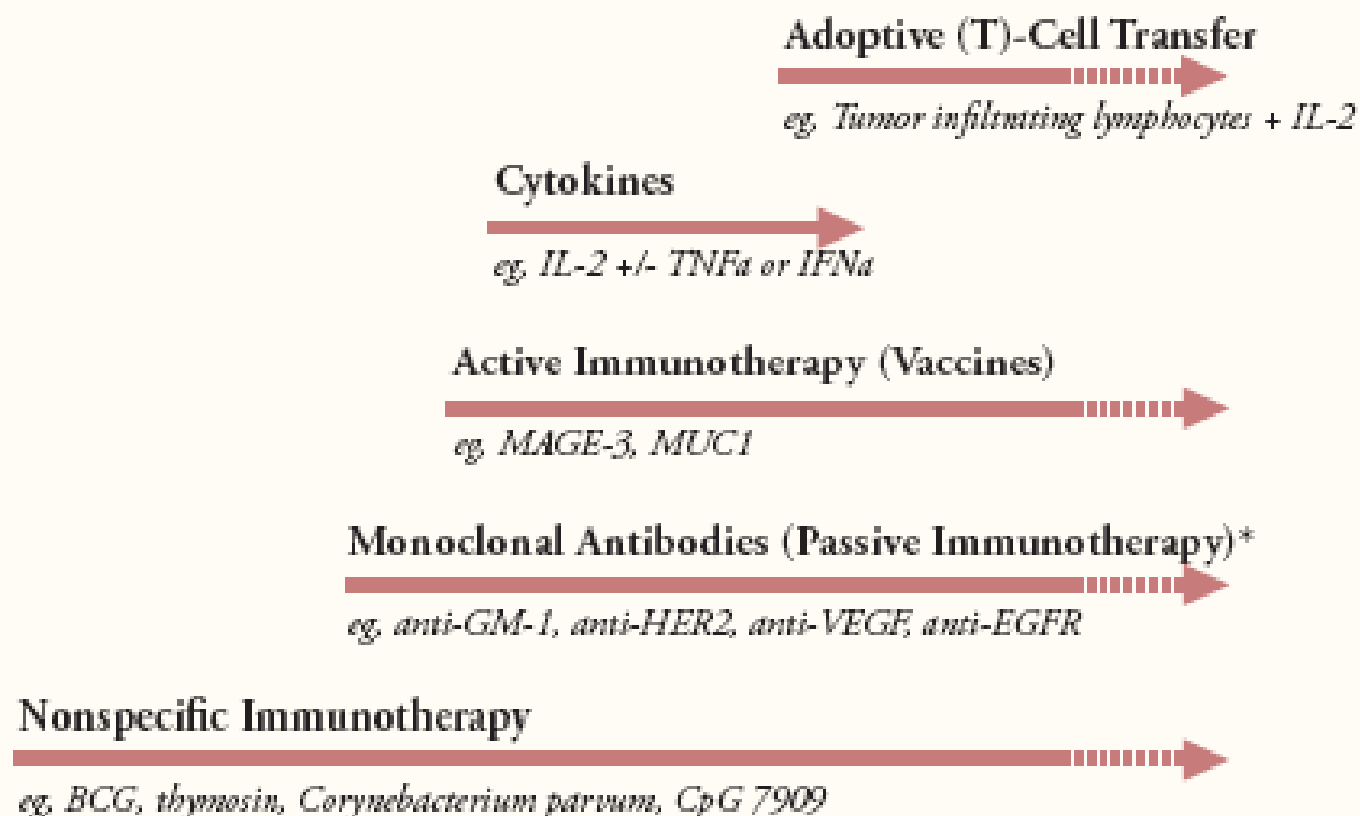 Adoptive (T)-Cell Transfer
eg, Tumor infiltrating lymphocytes + IL-2
Cytokines
eg, IL-2 +/- TNFa or IFNa
Active Immunotherapy (Vaccines)
eg, MAGE-3, MUC1
Monoclonal Antibodies (Passive Immunotherapy)*
eg, anti-GM-1, anti-HER2, anti-VEGF, anti-EGFR
Nonspecific Immunotherapy
eg, BCG, thymosin, Corynebacterium parvum, CpG 7909